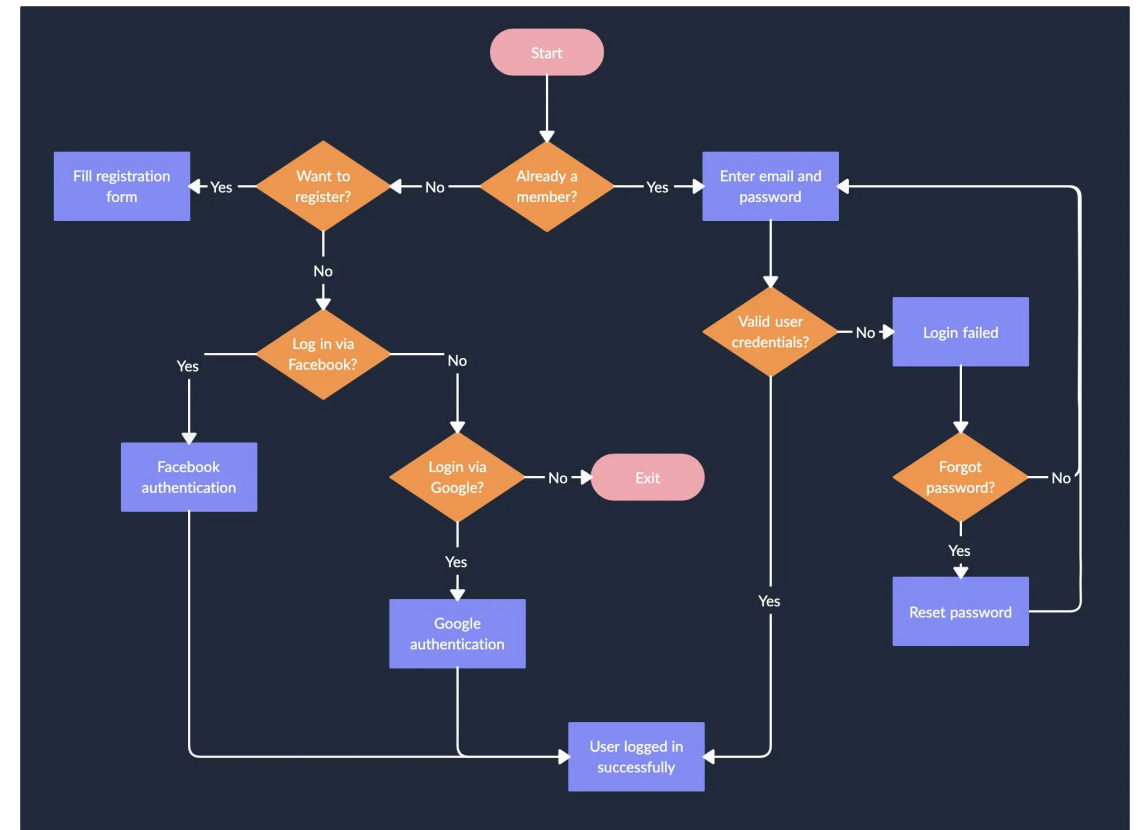 Start
Fill registration
form
Yes
Want to
register?
No
Already a
member?
Yes
Enter email and
password
No
Valid user
credentials?
No
Login failed
Log in via
Facebook?
Yes
No
Facebook
authentication
Login via
Google?
No
Exit
Forgot
password?
No
Yes
Yes
Reset password
Yes
Google
authentication
User logged in
successfully